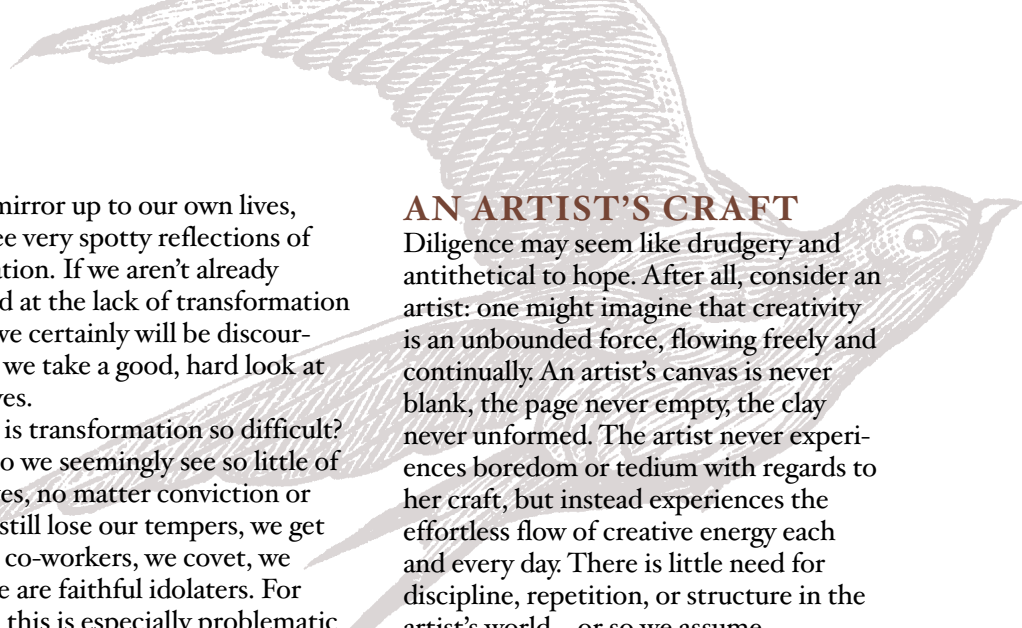 mirror up to our own lives,
very spotty reflections of
If we aren't already
at the lack of transformation
we certainly will be discour-
we take a good, hard look at
is transformation so difficult?
we seemingly see so little of
no matter conviction or
still lose our tempers, we get
co-workers, we covet, we
are faithful idolaters. For
this is especially problematic
AN ARTIST'S CRAFT
Diligence may seem like drudgery and
antithetical to hope. After all, consider an
artist: one might imagine that creativity
is an unbounded force, flowing freely and
continually. An artist's canvas is never
blank, the page never empty, the clay
never unformed. The artist never experi-
ences boredom or tedium with regards to
her craft, but instead experiences the
effortless flow of creative energy each
and every day. There is little need for
discipline, repetition, or structure in the
artist's world—or so we assume.